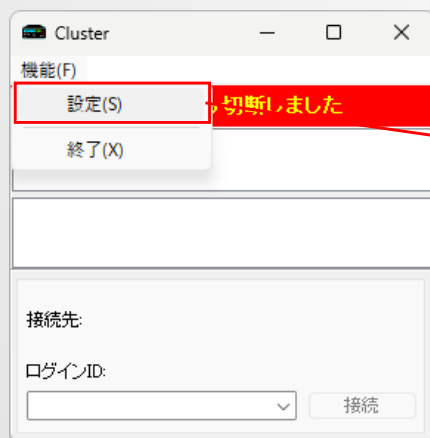 Cluster
機能(F)
設定(S)
切断しました
終了(X)
接続先:
ログインID:
接続